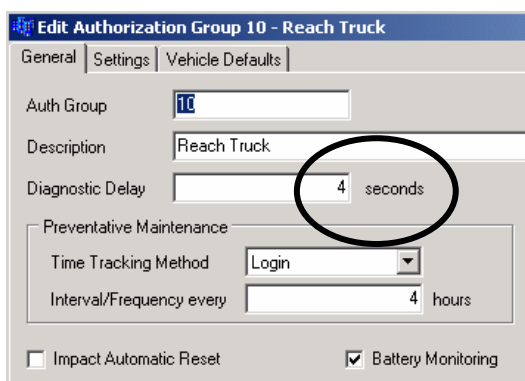 Edit Authorization Group 10 - Reach Truck
General Settings Vehicle Defaults
Auth Group 10
Description Reach Truck
Diagnostic Delay 4 seconds
Preventative Maintenance
Time Tracking Method Login
Interval/Frequency every 4 hours
Impact Automatic Reset Battery Monitoring